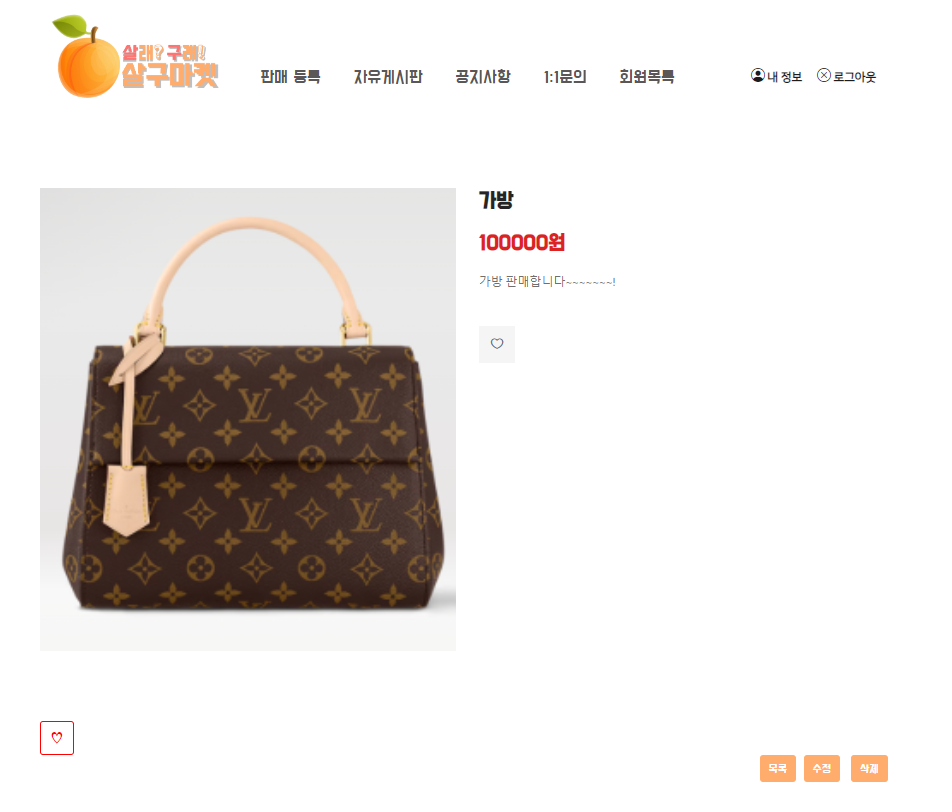 살래? 구래!
살구마켓
판매 등록 자유게시판 공지사항 1:1문의 회원목록 내 정보 로그아웃
가방
100000원
가방 판매합니다~~~~~~~!
목록 수정 삭제